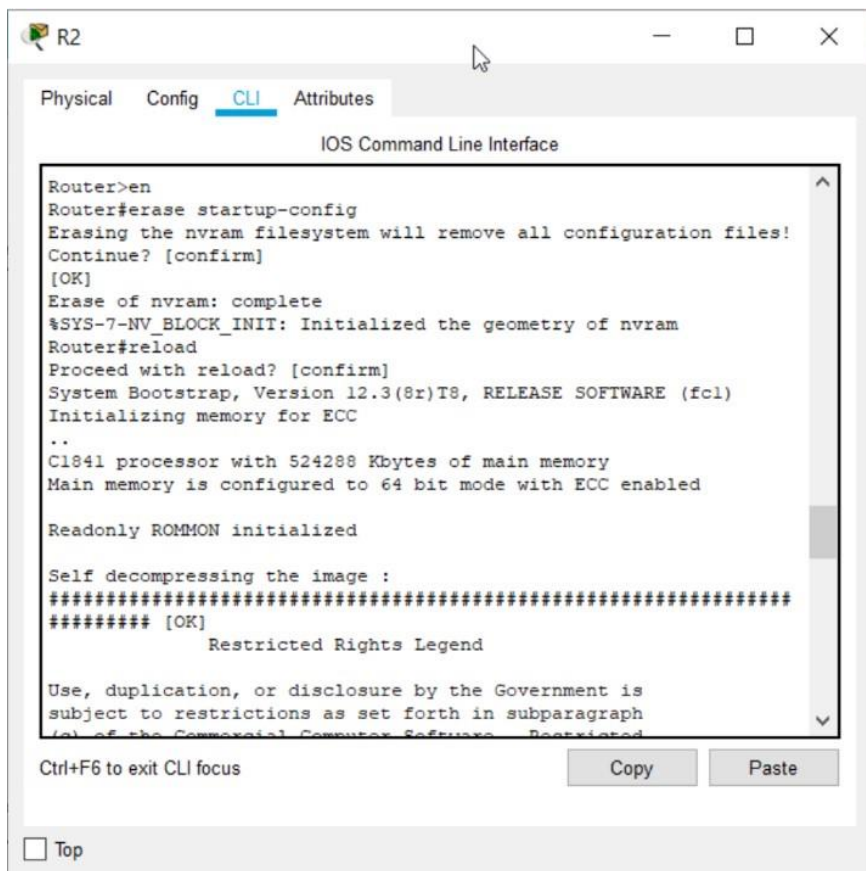 R2
Physical Config CLI Attributes
IOS Command Line Interface
Router>en
Router#erase startup-config
Erasing the nvram filesystem will remove all configuration files!
Continue? [confirm]
[OK]
Erase of nvram: complete
%SYS-7-NV_BLOCK_INIT: Initialized the geometry of nvram
Router#reload
Proceed with reload? [confirm]
System Bootstrap, Version 12.3(8r)T8, RELEASE SOFTWARE (fc1)
Initializing memory for ECC
..
C1841 processor with 524288 Kbytes of main memory
Main memory is configured to 64 bit mode with ECC enabled
Readonly ROMMON initialized
Self decompressing the image :
#################################################################
######### [OK]
Restricted Rights Legend
Use, duplication, or disclosure by the Government is
subject to restrictions as set forth in subparagraph
of the Commercial Computer Software Restricted
Ctrl+F6 to exit CLI focus
Copy Paste
Top